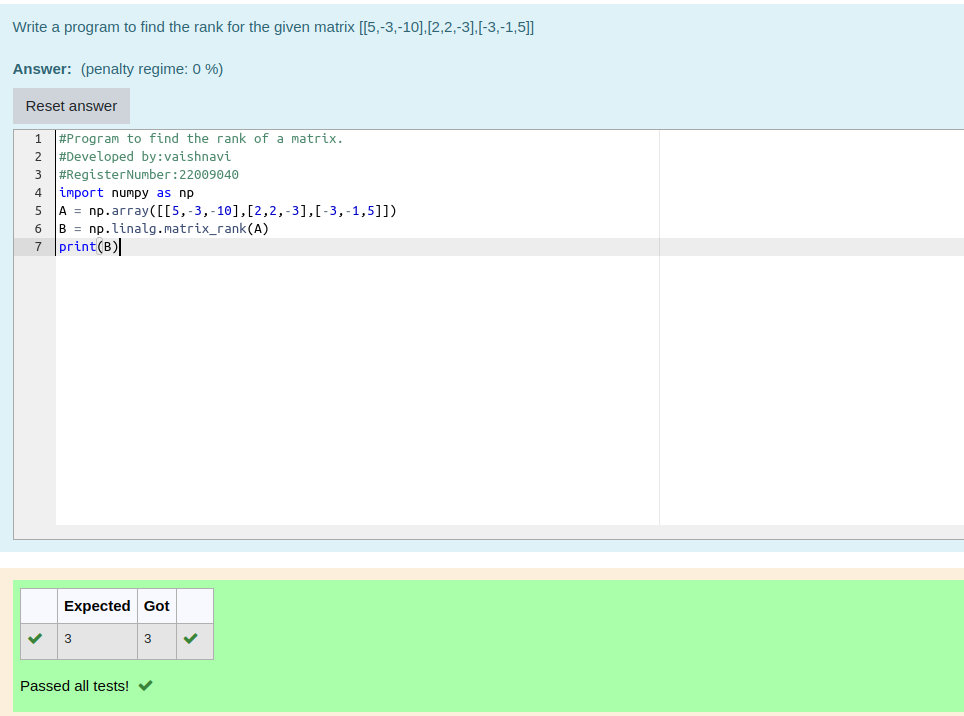 Write a program to find the rank for the given matrix [[5,-3,-10],[2,2,-3],[-3,-1,5]]
Answer: (penalty regime: 0 %)
Reset answer
1 #Program to find the rank of a matrix.
2 #Developed by:vaishnavi
3 #RegisterNumber:22009040
4 import numpy as np
5 A = np.array([[5,-3,-10],[2,2,-3],[-3,-1,5]])
6 B = np.linalg.matrix_rank(A)
7 print(B)
Expected Got
3 3
Passed all tests!